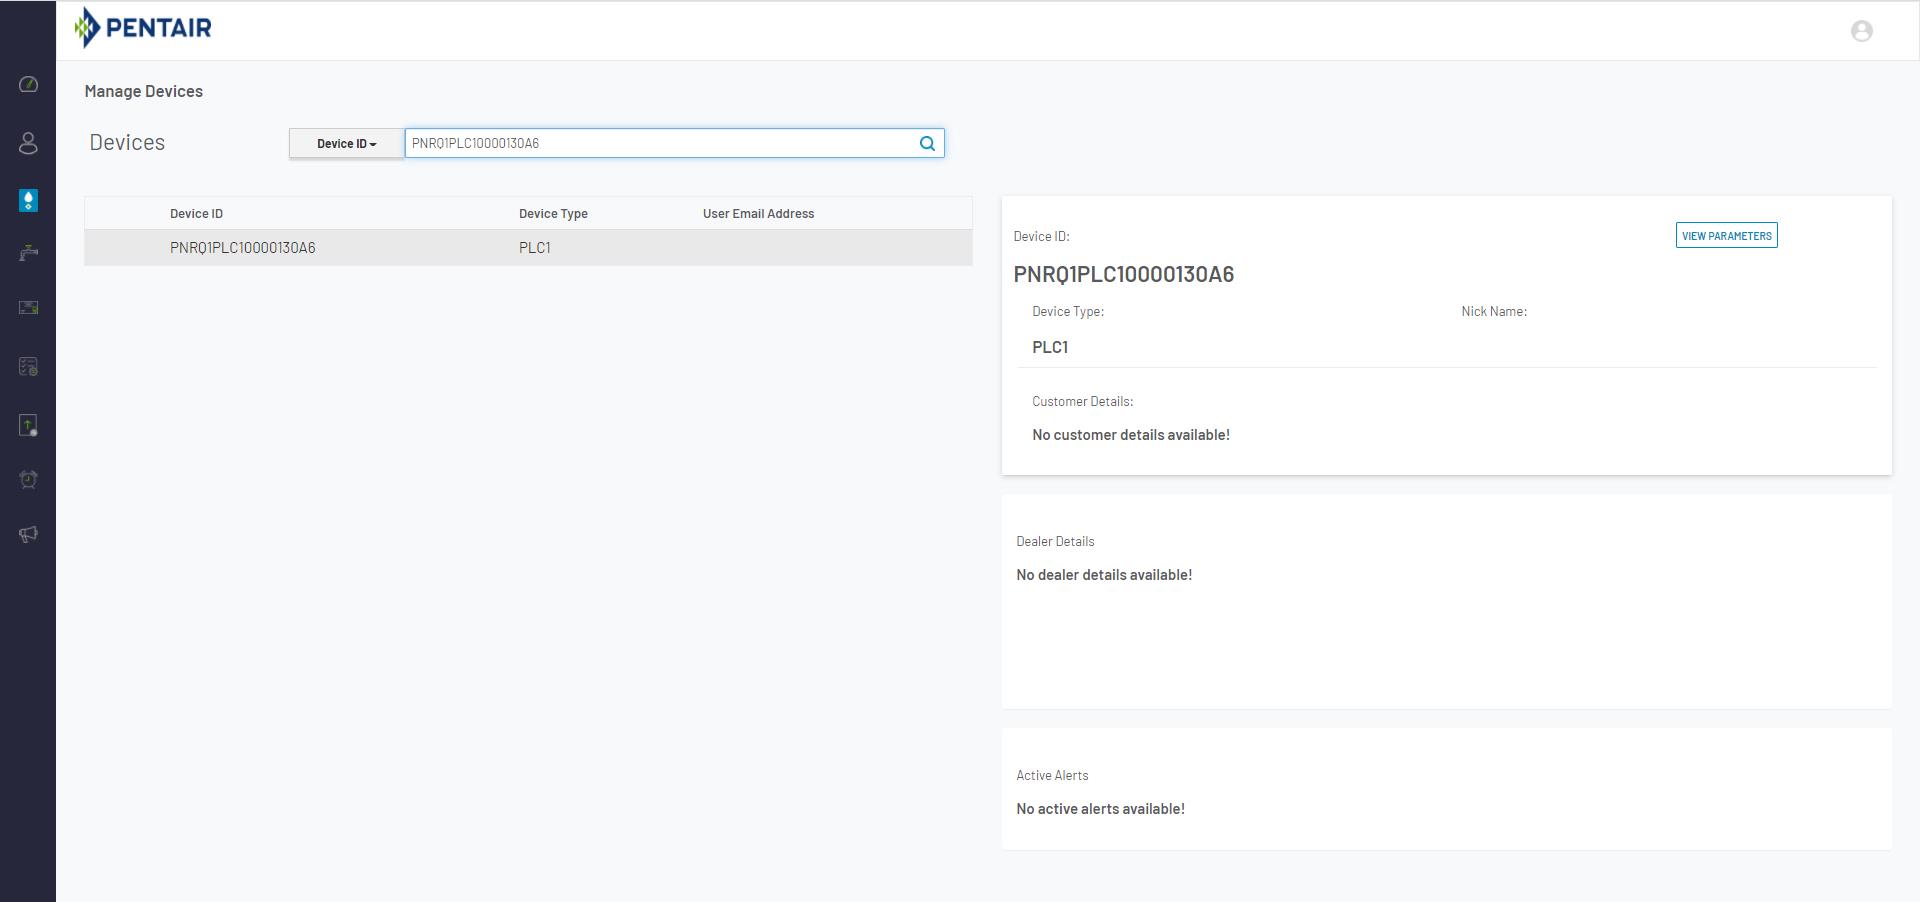 PENTAIR
Manage Devices
Devices
Device ID
PNRQ1PLC10000130A6
Device ID Device Type User Email Address
PNRQ1PLC10000130A6 PLC1
Device ID:
VIEW PARAMETERS
PNRQ1PLC10000130A6
Device Type: Nick Name:
PLC1
Customer Details:
No customer details available!
Dealer Details
No dealer details available!
Active Alerts
No active alerts available!